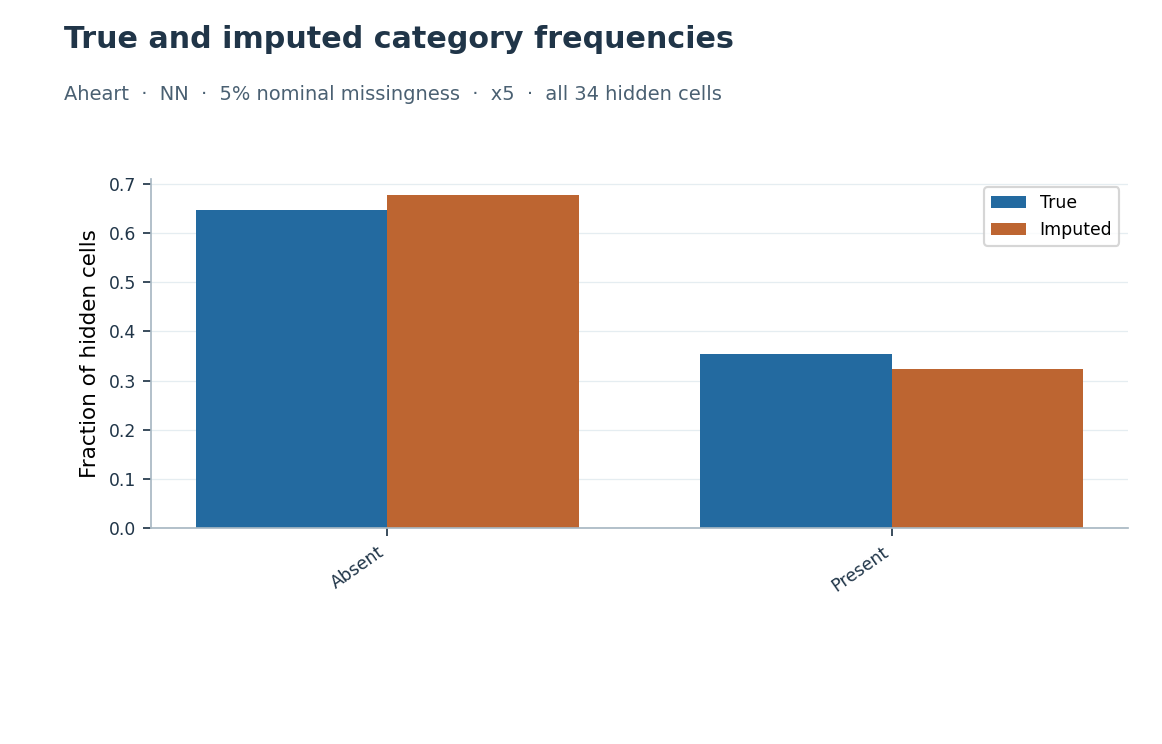 True and imputed category frequencies
Aheart · NN · 5% nominal missingness · x5 · all 34 hidden cells
Fraction of hidden cells
0.7
0.6
0.5
0.4
0.3
0.2
0.1
0.0
True
Imputed
Absent
Present